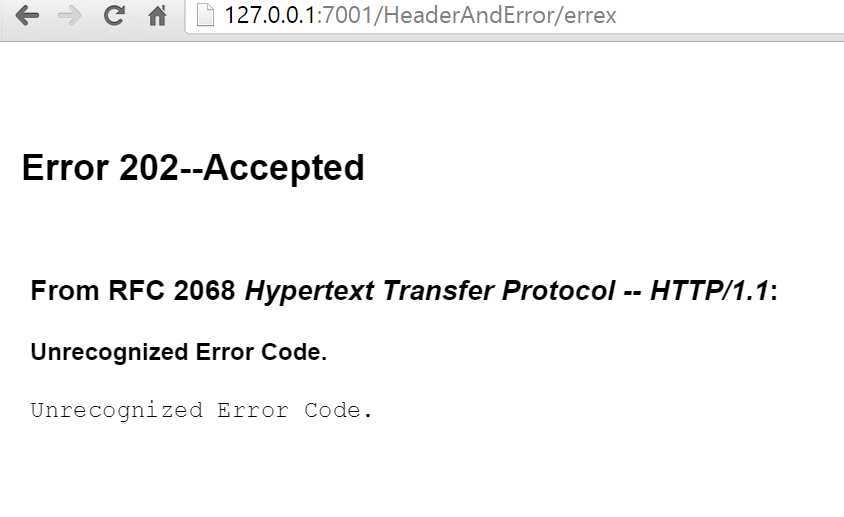 127.0.0.1:7001/HeaderAndError/errex
Error 202--Accepted
From RFC 2068 Hypertext Transfer Protocol -- HTTP/1.1:
Unrecognized Error Code.
Unrecognized Error Code.